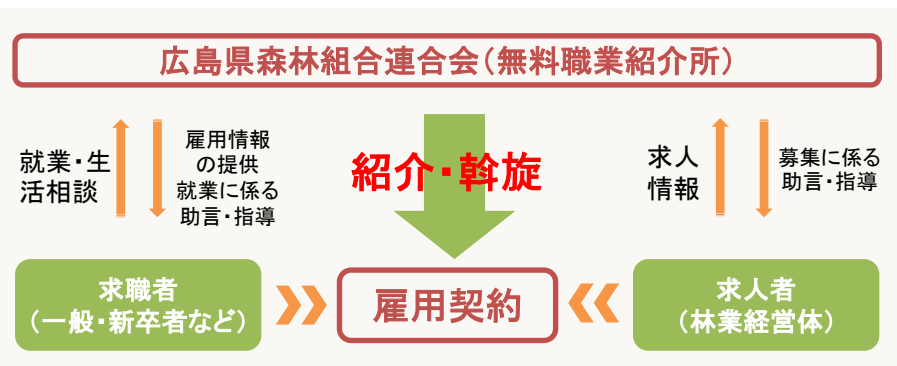 広島県森林組合連合会（無料職業紹介所）
就業・生
活相談
雇用情報
の提供
就業に係る
助言・指導
紹介・斡旋
求人
情報
募集に係る
助言・指導
求職者
（一般・新卒者など）
雇用契約
求人者
（林業経営体）